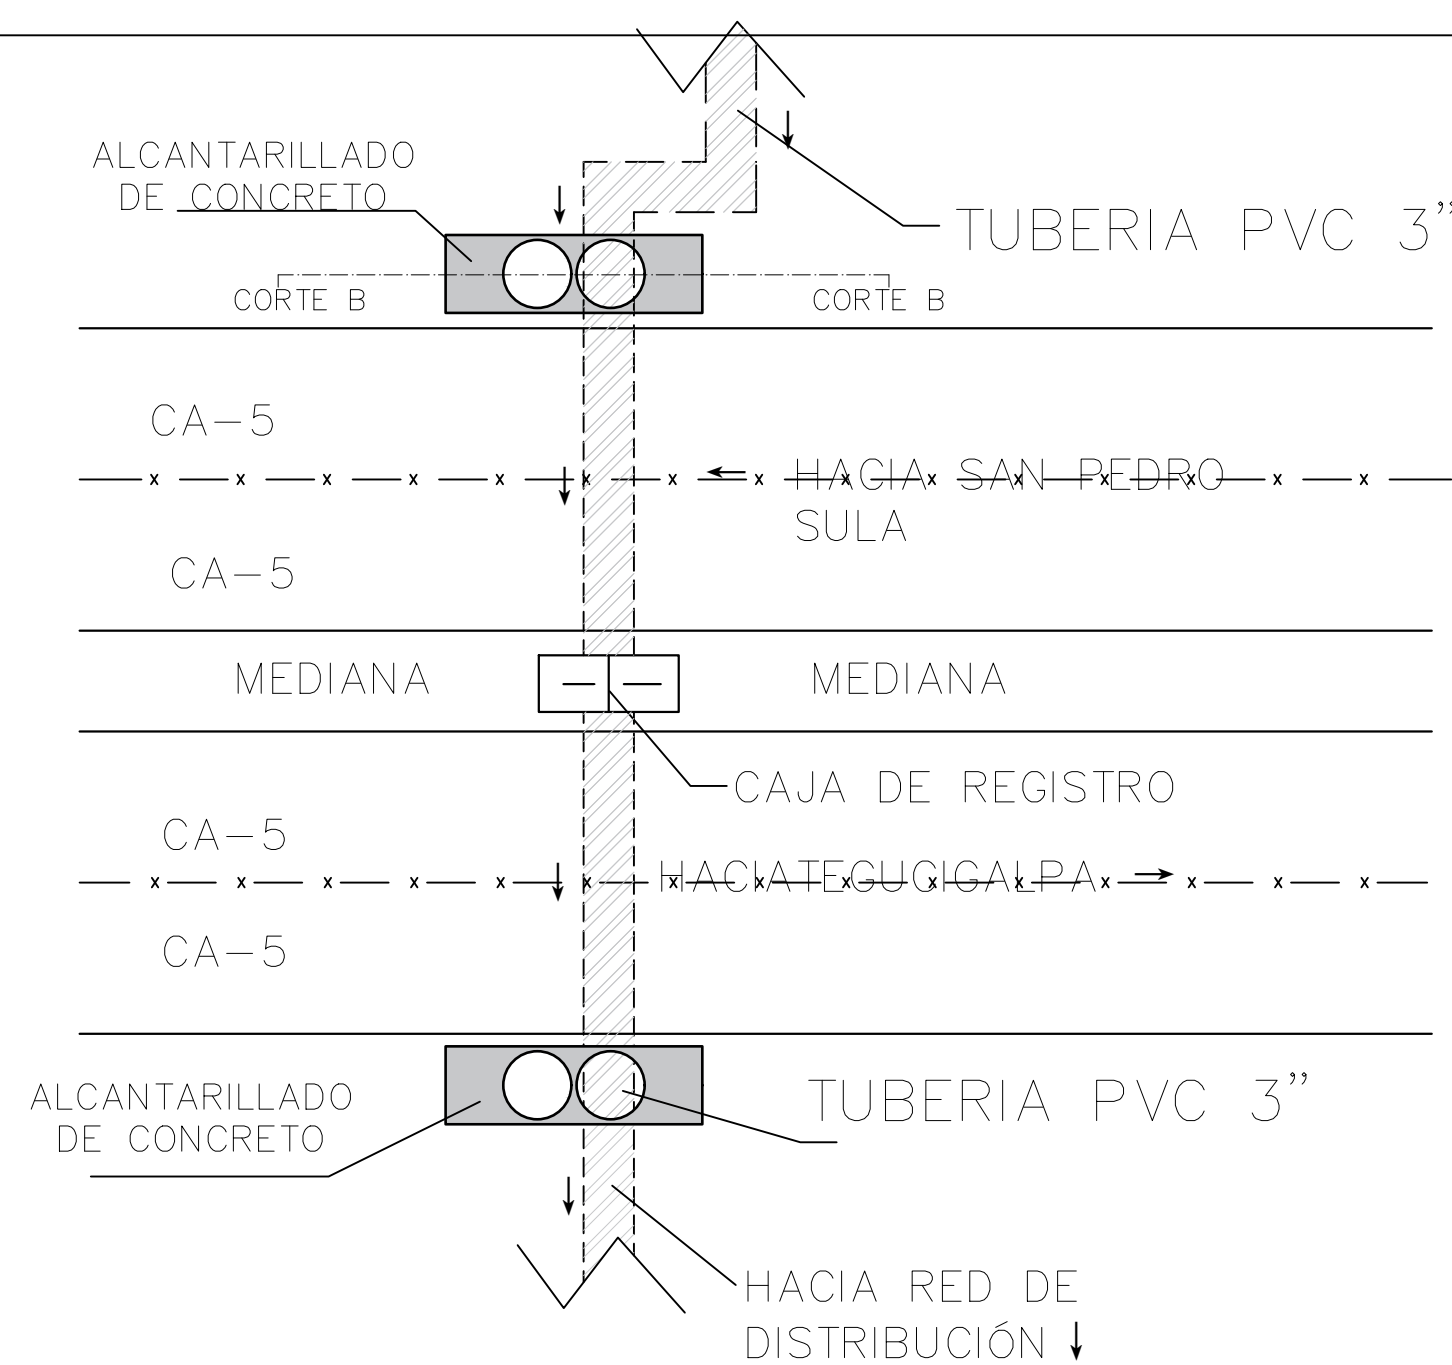 ALCANTARILLADO
DE CONCRETO
TUBERIA PVC 3”
CORTE B
CORTE B
CA-5
HACIA SAN PEDRO
SULA
CA-5
MEDIANA
MEDIANA
CAJA DE REGISTRO
CA-5
HACIATEGUCIGALPA
CA-5
ALCANTARILLADO
DE CONCRETO
TUBERIA PVC 3”
HACIA RED DE
DISTRIBUCIÓN